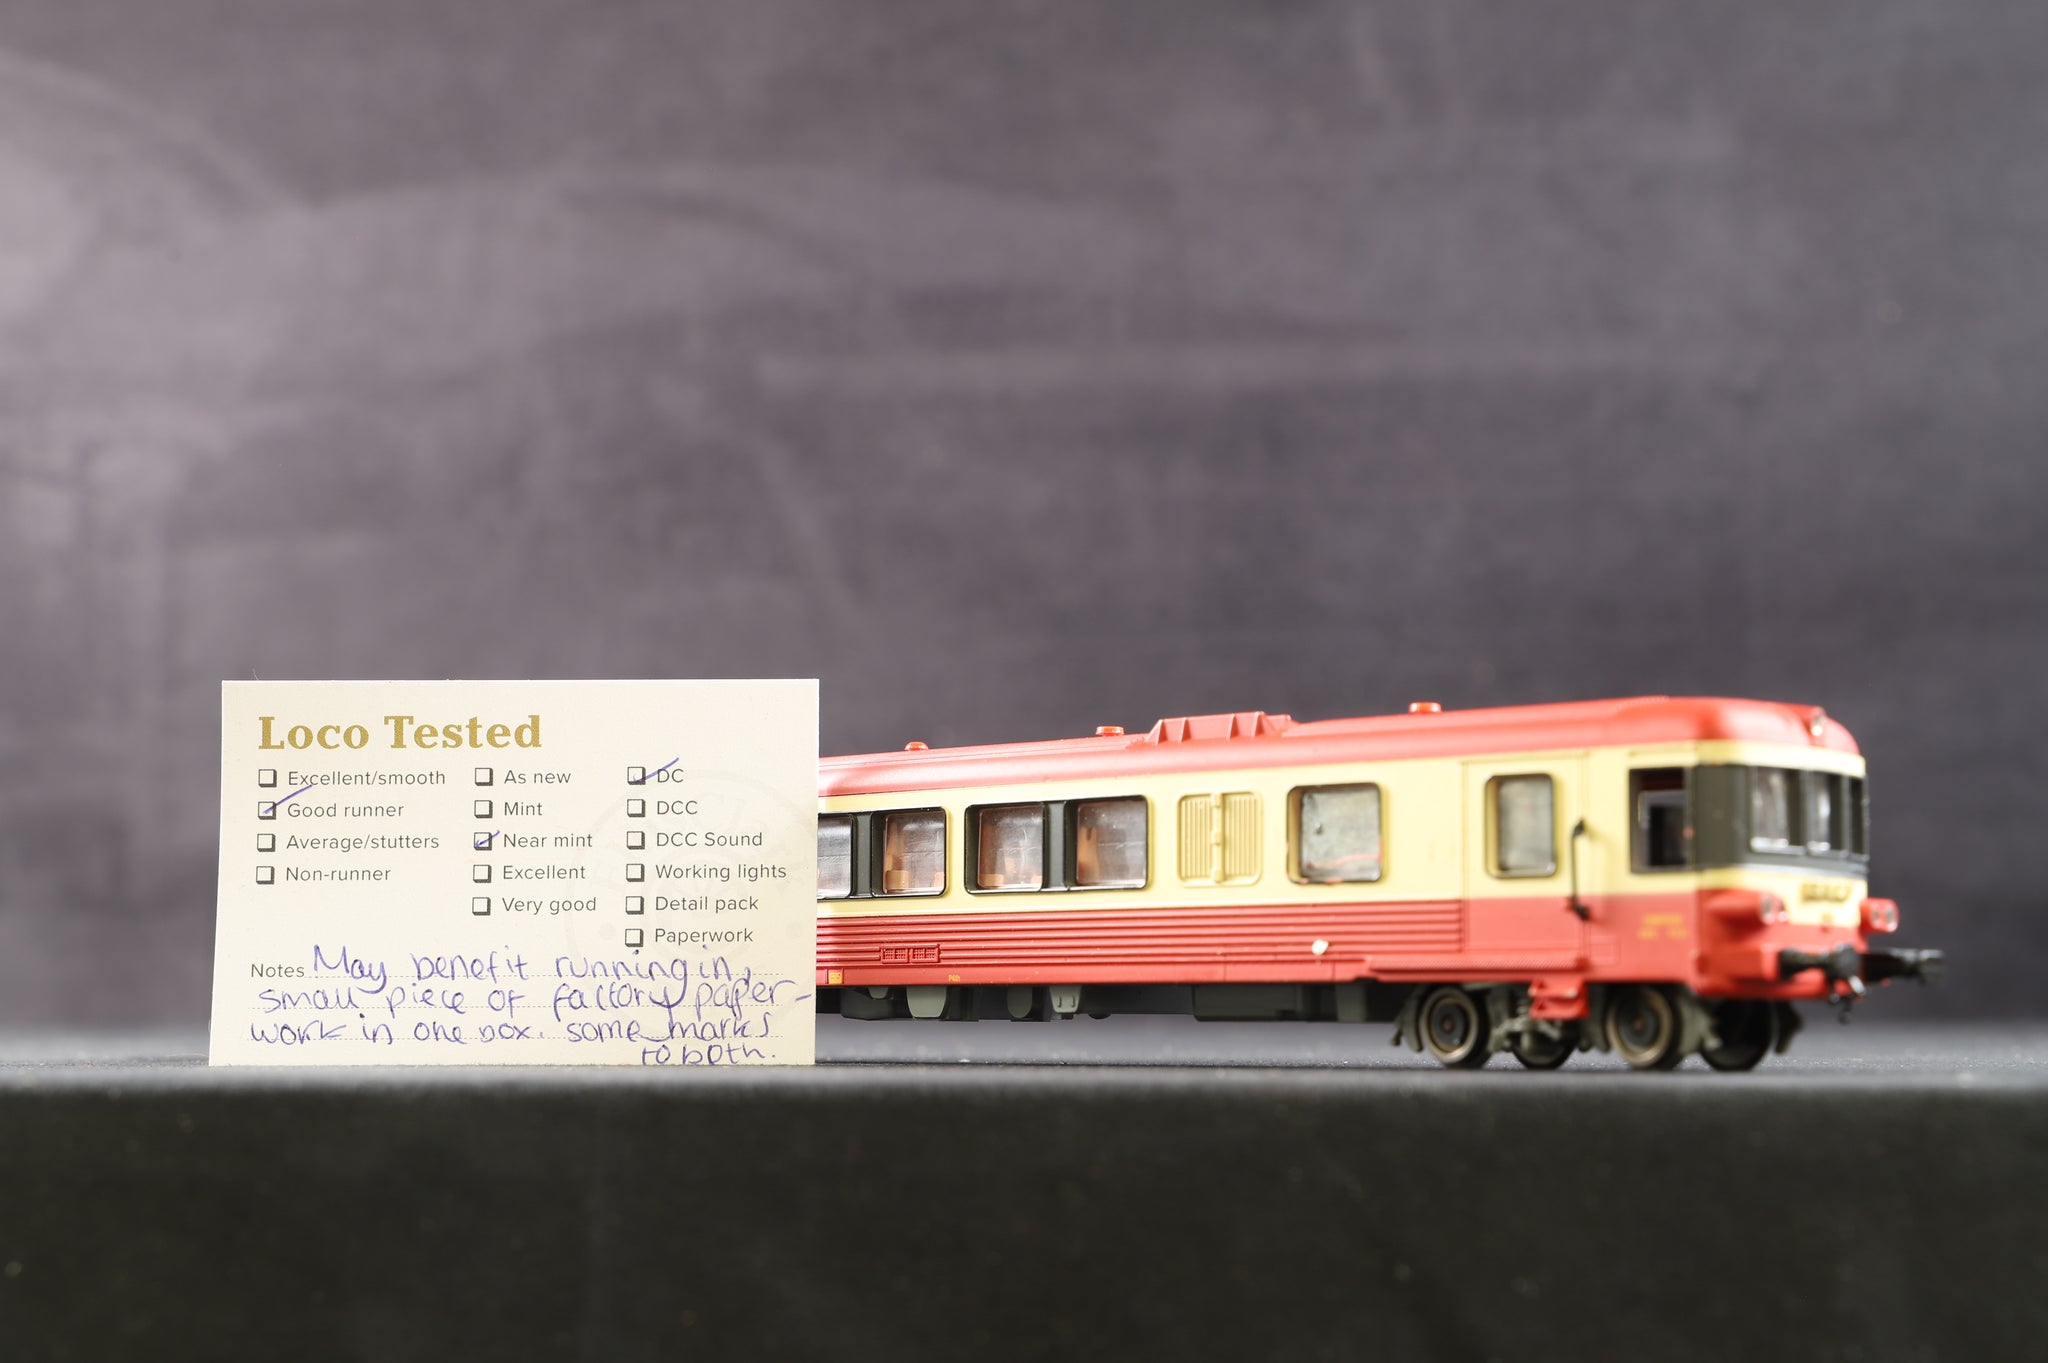 Loco Tested
Excellent/smooth
Good runner
Average/stutters
Non-runner
As new
Mint
Near mint
Excellent
Very good
DC
DCC
DCC Sound
Working lights
Detail pack
Paperwork
Notes May benefit running in,
small piece of factory paper-
work in one box. some marks
to both.